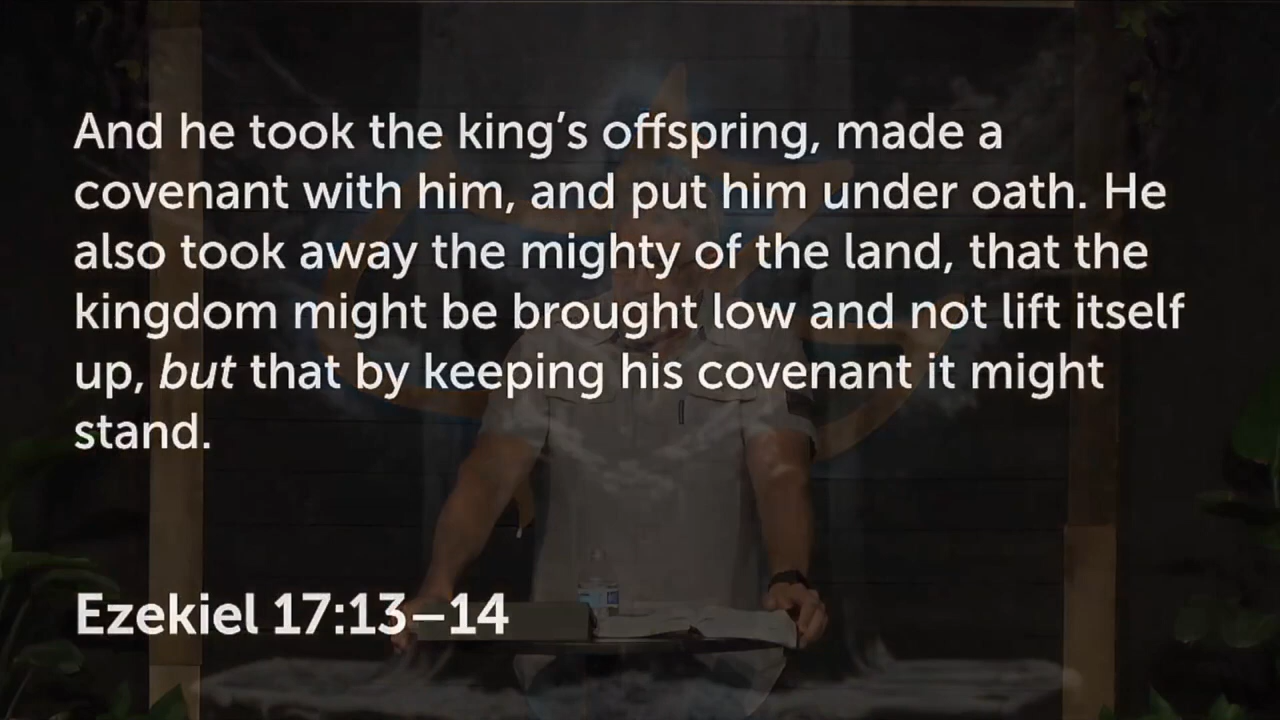 And he took the king’s offspring, made a
covenant with him, and put him under oath. He
also took away the mighty of the land, that the
kingdom might be brought low and not lift itself
up, but that by keeping his covenant it might
stand.
Ezekiel 17:13–14